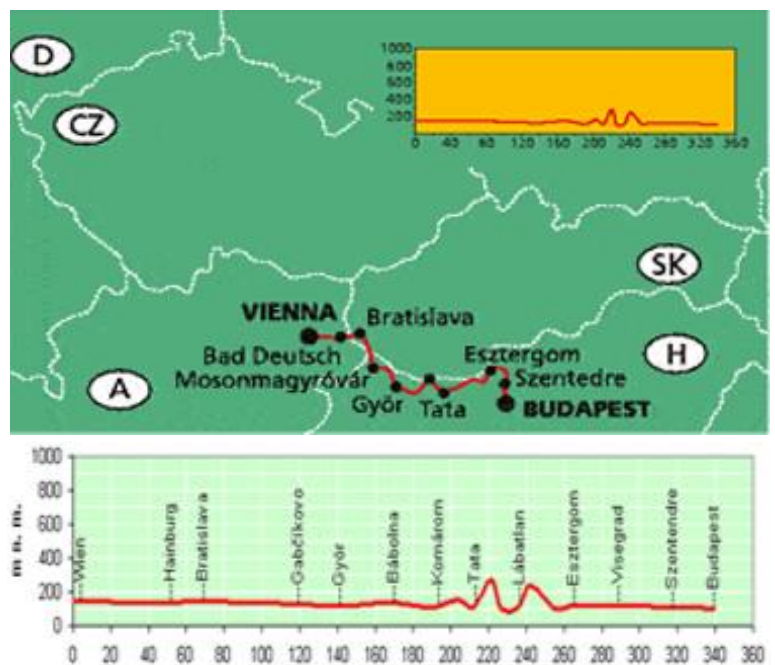 D
CZ
1000
800
600
400
200
0 40 80 120 160 200 240 280 320 360
SK
VIENNA
Bratislava
Bad Deutsch
Esztergom
H
Mosonmagyróvár
Szentedre
A
Györ
Tata
BUDAPEST
1000
800
600
400
200
0
m n. m.
Wien
Hainburg
Bratislava
Gabčíkovo
Györ
Bábolna
Komárom
Tata
Lábatlan
Esztergom
Visegrad
Szentendre
Budapest
0 20 40 60 80 100 120 140 160 180 200 220 240 260 280 300 320 340 360